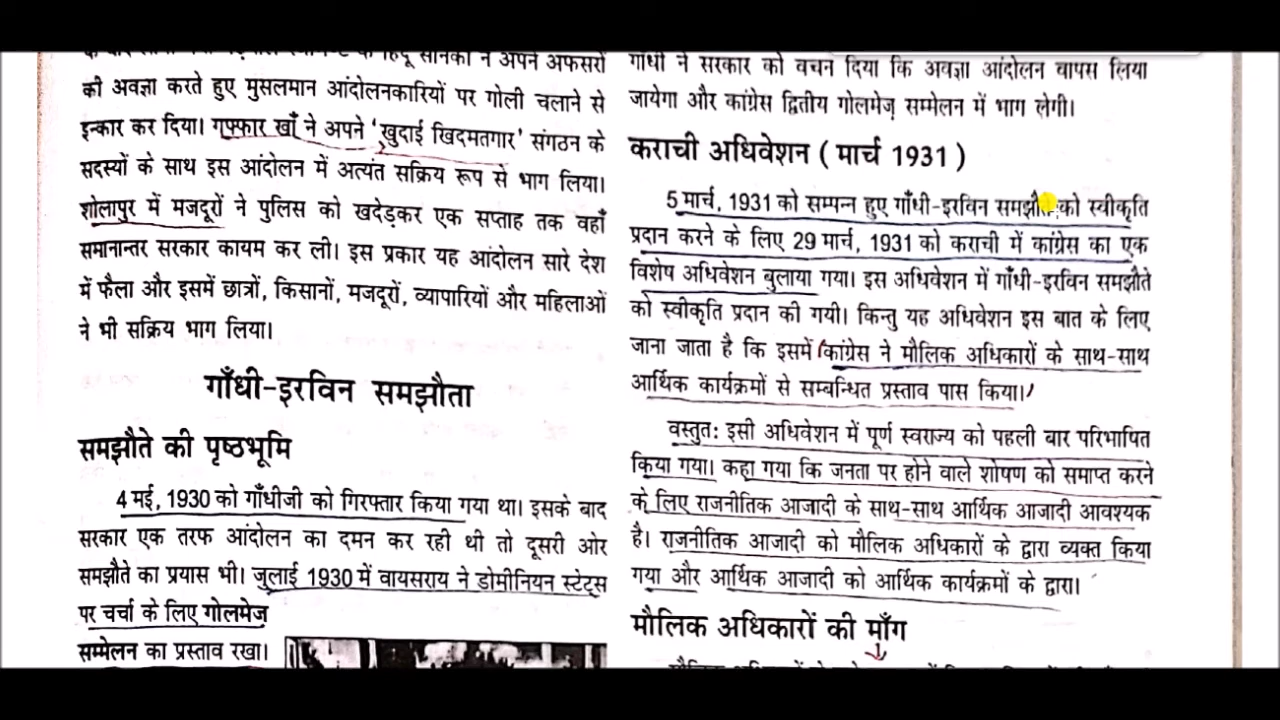 हिंदू सैनिकों ने अपने अफसरों
की अवज्ञा करते हुए मुसलमान आंदोलनकारियों पर गोली चलाने से
इन्कार कर दिया। गफ्फार खाँ ने अपने 'खुदाई खिदमतगार' संगठन के
सदस्यों के साथ इस आंदोलन में अत्यंत सक्रिय रूप से भाग लिया।
शोलापुर में मजदूरों ने पुलिस को खदेड़कर एक सप्ताह तक वहाँ
समानान्तर सरकार कायम कर ली। इस प्रकार यह आंदोलन सारे देश
में फैला और इसमें छात्रों, किसानों, मजदूरों, व्यापारियों और महिलाओं
ने भी सक्रिय भाग लिया।
गाँधी-इरविन समझौता
समझौते की पृष्ठभूमि
4 मई, 1930 को गाँधीजी को गिरफ्तार किया गया था। इसके बाद
सरकार एक तरफ आंदोलन का दमन कर रही थी तो दूसरी ओर
समझौते का प्रयास भी। जुलाई 1930 में वायसराय ने डोमीनियन स्टेट्स
पर चर्चा के लिए गोलमेज
सम्मेलन का प्रस्ताव रखा।
गाँधी ने सरकार को वचन दिया कि अवज्ञा आंदोलन वापस लिया
जायेगा और कांग्रेस द्वितीय गोलमेज़ सम्मेलन में भाग लेगी।
कराची अधिवेशन (मार्च 1931)
5 मार्च, 1931 को सम्पन्न हुए गाँधी-इरविन समझौते को स्वीकृति
प्रदान करने के लिए 29 मार्च, 1931 को कराची में कांग्रेस का एक
विशेष अधिवेशन बुलाया गया। इस अधिवेशन में गाँधी-इरविन समझौते
को स्वीकृति प्रदान की गयी। किन्तु यह अधिवेशन इस बात के लिए
जाना जाता है कि इसमें कांग्रेस ने मौलिक अधिकारों के साथ-साथ
आर्थिक कार्यक्रमों से सम्बन्धित प्रस्ताव पास किया।
वस्तुत: इसी अधिवेशन में पूर्ण स्वराज्य को पहली बार परिभाषित
किया गया। कहा गया कि जनता पर होने वाले शोषण को समाप्त करने
के लिए राजनीतिक आजादी के साथ-साथ आर्थिक आजादी आवश्यक
है। राजनीतिक आजादी को मौलिक अधिकारों के द्वारा व्यक्त किया
गया और आर्थिक आजादी को आर्थिक कार्यक्रमों के द्वारा।
मौलिक अधिकारों की माँग